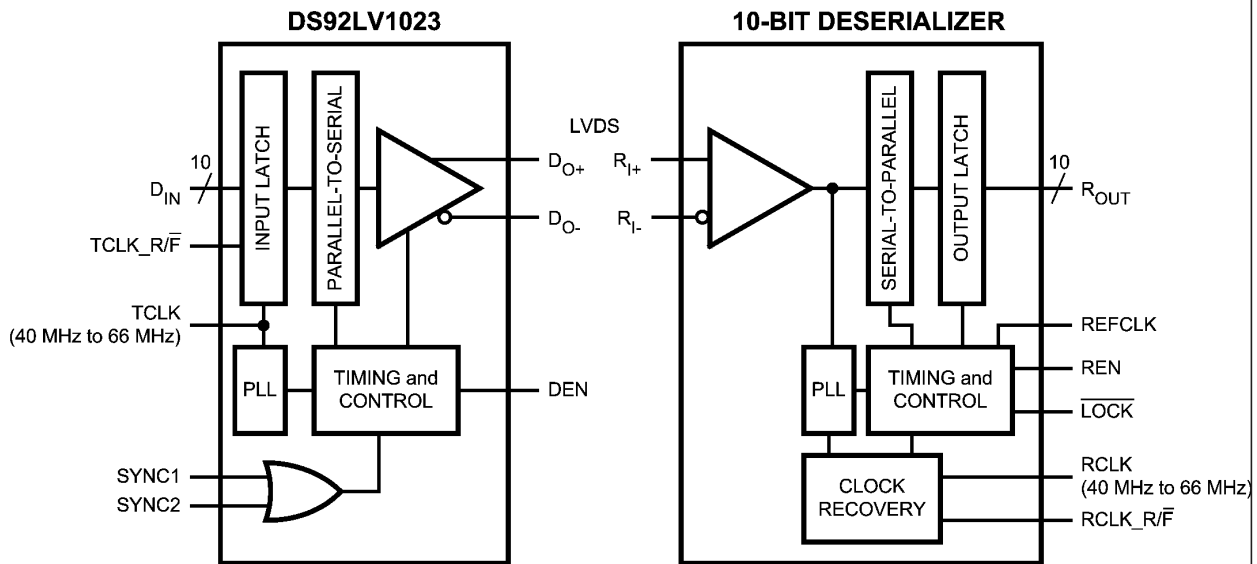 DS92LV1023
10-BIT DESERIALIZER
10
D_IN
TCLK_R/F̅
TCLK
(40 MHz to 66 MHz)
SYNC1
SYNC2
INPUT LATCH
PARALLEL-TO-SERIAL
PLL
TIMING and
CONTROL
DEN
LVDS
D_O+
D_O-
R_I+
R_I-
SERIAL-TO-PARALLEL
OUTPUT LATCH
PLL
TIMING and
CONTROL
CLOCK
RECOVERY
10
R_OUT
REFCLK
REN
L̅O̅C̅K̅
RCLK
(40 MHz to 66 MHz)
RCLK_R/F̅